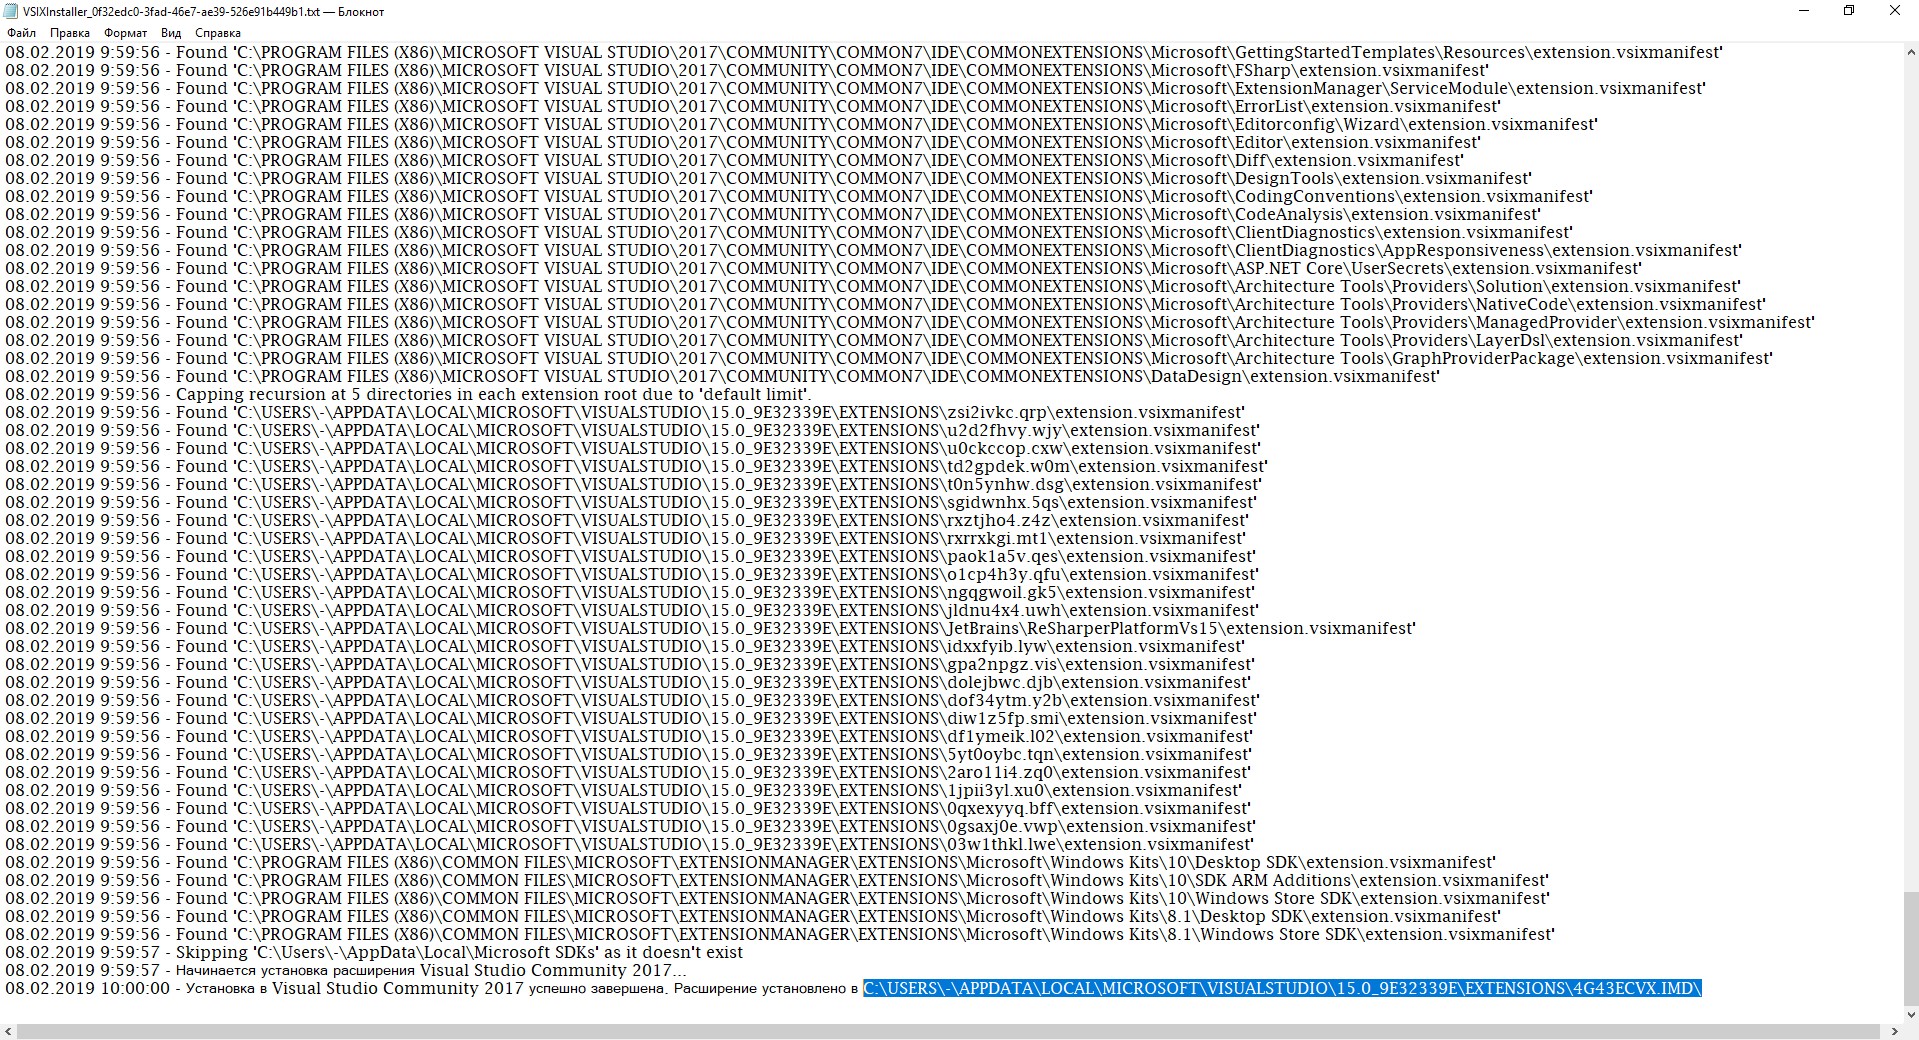 VSIXInstaller_0f32edc0-3fad-46e7-ae39-526e91b449b1.txt — Блокнот
Файл Правка Формат Вид Справка
08.02.2019 9:59:56 - Found 'C:\PROGRAM FILES (X86)\MICROSOFT VISUAL STUDIO\2017\COMMUNITY\COMMON7\IDE\COMMONEXTENSIONS\Microsoft\GettingStartedTemplates\Resources\extension.vsixmanifest'
08.02.2019 9:59:56 - Found 'C:\PROGRAM FILES (X86)\MICROSOFT VISUAL STUDIO\2017\COMMUNITY\COMMON7\IDE\COMMONEXTENSIONS\Microsoft\FSharp\extension.vsixmanifest'
08.02.2019 9:59:56 - Found 'C:\PROGRAM FILES (X86)\MICROSOFT VISUAL STUDIO\2017\COMMUNITY\COMMON7\IDE\COMMONEXTENSIONS\Microsoft\ExtensionManager\ServiceModule\extension.vsixmanifest'
08.02.2019 9:59:56 - Found 'C:\PROGRAM FILES (X86)\MICROSOFT VISUAL STUDIO\2017\COMMUNITY\COMMON7\IDE\COMMONEXTENSIONS\Microsoft\ErrorList\extension.vsixmanifest'
08.02.2019 9:59:56 - Found 'C:\PROGRAM FILES (X86)\MICROSOFT VISUAL STUDIO\2017\COMMUNITY\COMMON7\IDE\COMMONEXTENSIONS\Microsoft\Editorconfig\Wizard\extension.vsixmanifest'
08.02.2019 9:59:56 - Found 'C:\PROGRAM FILES (X86)\MICROSOFT VISUAL STUDIO\2017\COMMUNITY\COMMON7\IDE\COMMONEXTENSIONS\Microsoft\Editor\extension.vsixmanifest'
08.02.2019 9:59:56 - Found 'C:\PROGRAM FILES (X86)\MICROSOFT VISUAL STUDIO\2017\COMMUNITY\COMMON7\IDE\COMMONEXTENSIONS\Microsoft\Diff\extension.vsixmanifest'
08.02.2019 9:59:56 - Found 'C:\PROGRAM FILES (X86)\MICROSOFT VISUAL STUDIO\2017\COMMUNITY\COMMON7\IDE\COMMONEXTENSIONS\Microsoft\DesignTools\extension.vsixmanifest'
08.02.2019 9:59:56 - Found 'C:\PROGRAM FILES (X86)\MICROSOFT VISUAL STUDIO\2017\COMMUNITY\COMMON7\IDE\COMMONEXTENSIONS\Microsoft\CodingConventions\extension.vsixmanifest'
08.02.2019 9:59:56 - Found 'C:\PROGRAM FILES (X86)\MICROSOFT VISUAL STUDIO\2017\COMMUNITY\COMMON7\IDE\COMMONEXTENSIONS\Microsoft\CodeAnalysis\extension.vsixmanifest'
08.02.2019 9:59:56 - Found 'C:\PROGRAM FILES (X86)\MICROSOFT VISUAL STUDIO\2017\COMMUNITY\COMMON7\IDE\COMMONEXTENSIONS\Microsoft\ClientDiagnostics\extension.vsixmanifest'
08.02.2019 9:59:56 - Found 'C:\PROGRAM FILES (X86)\MICROSOFT VISUAL STUDIO\2017\COMMUNITY\COMMON7\IDE\COMMONEXTENSIONS\Microsoft\ClientDiagnostics\AppResponsiveness\extension.vsixmanifest'
08.02.2019 9:59:56 - Found 'C:\PROGRAM FILES (X86)\MICROSOFT VISUAL STUDIO\2017\COMMUNITY\COMMON7\IDE\COMMONEXTENSIONS\Microsoft\ASP.NET Core\UserSecrets\extension.vsixmanifest'
08.02.2019 9:59:56 - Found 'C:\PROGRAM FILES (X86)\MICROSOFT VISUAL STUDIO\2017\COMMUNITY\COMMON7\IDE\COMMONEXTENSIONS\Microsoft\Architecture Tools\Providers\Solution\extension.vsixmanifest'
08.02.2019 9:59:56 - Found 'C:\PROGRAM FILES (X86)\MICROSOFT VISUAL STUDIO\2017\COMMUNITY\COMMON7\IDE\COMMONEXTENSIONS\Microsoft\Architecture Tools\Providers\NativeCode\extension.vsixmanifest'
08.02.2019 9:59:56 - Found 'C:\PROGRAM FILES (X86)\MICROSOFT VISUAL STUDIO\2017\COMMUNITY\COMMON7\IDE\COMMONEXTENSIONS\Microsoft\Architecture Tools\Providers\ManagedProvider\extension.vsixmanifest'
08.02.2019 9:59:56 - Found 'C:\PROGRAM FILES (X86)\MICROSOFT VISUAL STUDIO\2017\COMMUNITY\COMMON7\IDE\COMMONEXTENSIONS\Microsoft\Architecture Tools\Providers\LayerDsl\extension.vsixmanifest'
08.02.2019 9:59:56 - Found 'C:\PROGRAM FILES (X86)\MICROSOFT VISUAL STUDIO\2017\COMMUNITY\COMMON7\IDE\COMMONEXTENSIONS\Microsoft\Architecture Tools\GraphProviderPackage\extension.vsixmanifest'
08.02.2019 9:59:56 - Found 'C:\PROGRAM FILES (X86)\MICROSOFT VISUAL STUDIO\2017\COMMUNITY\COMMON7\IDE\COMMONEXTENSIONS\DataDesign\extension.vsixmanifest'
08.02.2019 9:59:56 - Capping recursion at 5 directories in each extension root due to 'default limit'.
08.02.2019 9:59:56 - Found 'C:\USERS\-\APPDATA\LOCAL\MICROSOFT\VISUALSTUDIO\15.0_9E32339E\EXTENSIONS\zsi2ivkc.qrp\extension.vsixmanifest'
08.02.2019 9:59:56 - Found 'C:\USERS\-\APPDATA\LOCAL\MICROSOFT\VISUALSTUDIO\15.0_9E32339E\EXTENSIONS\u2d2fhvy.wjy\extension.vsixmanifest'
08.02.2019 9:59:56 - Found 'C:\USERS\-\APPDATA\LOCAL\MICROSOFT\VISUALSTUDIO\15.0_9E32339E\EXTENSIONS\u0ckccop.cxw\extension.vsixmanifest'
08.02.2019 9:59:56 - Found 'C:\USERS\-\APPDATA\LOCAL\MICROSOFT\VISUALSTUDIO\15.0_9E32339E\EXTENSIONS\td2gpdek.w0m\extension.vsixmanifest'
08.02.2019 9:59:56 - Found 'C:\USERS\-\APPDATA\LOCAL\MICROSOFT\VISUALSTUDIO\15.0_9E32339E\EXTENSIONS\t0n5ynhw.dsg\extension.vsixmanifest'
08.02.2019 9:59:56 - Found 'C:\USERS\-\APPDATA\LOCAL\MICROSOFT\VISUALSTUDIO\15.0_9E32339E\EXTENSIONS\sgidwnhx.5qs\extension.vsixmanifest'
08.02.2019 9:59:56 - Found 'C:\USERS\-\APPDATA\LOCAL\MICROSOFT\VISUALSTUDIO\15.0_9E32339E\EXTENSIONS\rxztjho4.z4z\extension.vsixmanifest'
08.02.2019 9:59:56 - Found 'C:\USERS\-\APPDATA\LOCAL\MICROSOFT\VISUALSTUDIO\15.0_9E32339E\EXTENSIONS\rxrrxkgi.mt1\extension.vsixmanifest'
08.02.2019 9:59:56 - Found 'C:\USERS\-\APPDATA\LOCAL\MICROSOFT\VISUALSTUDIO\15.0_9E32339E\EXTENSIONS\paok1a5v.qes\extension.vsixmanifest'
08.02.2019 9:59:56 - Found 'C:\USERS\-\APPDATA\LOCAL\MICROSOFT\VISUALSTUDIO\15.0_9E32339E\EXTENSIONS\o1cp4h3y.qfu\extension.vsixmanifest'
08.02.2019 9:59:56 - Found 'C:\USERS\-\APPDATA\LOCAL\MICROSOFT\VISUALSTUDIO\15.0_9E32339E\EXTENSIONS\ngqgwoil.gk5\extension.vsixmanifest'
08.02.2019 9:59:56 - Found 'C:\USERS\-\APPDATA\LOCAL\MICROSOFT\VISUALSTUDIO\15.0_9E32339E\EXTENSIONS\jldnu4x4.uwh\extension.vsixmanifest'
08.02.2019 9:59:56 - Found 'C:\USERS\-\APPDATA\LOCAL\MICROSOFT\VISUALSTUDIO\15.0_9E32339E\EXTENSIONS\JetBrains\ReSharperPlatformVs15\extension.vsixmanifest'
08.02.2019 9:59:56 - Found 'C:\USERS\-\APPDATA\LOCAL\MICROSOFT\VISUALSTUDIO\15.0_9E32339E\EXTENSIONS\idxxfyib.lyw\extension.vsixmanifest'
08.02.2019 9:59:56 - Found 'C:\USERS\-\APPDATA\LOCAL\MICROSOFT\VISUALSTUDIO\15.0_9E32339E\EXTENSIONS\gpa2npgz.vis\extension.vsixmanifest'
08.02.2019 9:59:56 - Found 'C:\USERS\-\APPDATA\LOCAL\MICROSOFT\VISUALSTUDIO\15.0_9E32339E\EXTENSIONS\dolejbwc.djb\extension.vsixmanifest'
08.02.2019 9:59:56 - Found 'C:\USERS\-\APPDATA\LOCAL\MICROSOFT\VISUALSTUDIO\15.0_9E32339E\EXTENSIONS\dof34ytm.y2b\extension.vsixmanifest'
08.02.2019 9:59:56 - Found 'C:\USERS\-\APPDATA\LOCAL\MICROSOFT\VISUALSTUDIO\15.0_9E32339E\EXTENSIONS\diw1z5fp.smi\extension.vsixmanifest'
08.02.2019 9:59:56 - Found 'C:\USERS\-\APPDATA\LOCAL\MICROSOFT\VISUALSTUDIO\15.0_9E32339E\EXTENSIONS\df1ymeik.l02\extension.vsixmanifest'
08.02.2019 9:59:56 - Found 'C:\USERS\-\APPDATA\LOCAL\MICROSOFT\VISUALSTUDIO\15.0_9E32339E\EXTENSIONS\5yt0oybc.tqn\extension.vsixmanifest'
08.02.2019 9:59:56 - Found 'C:\USERS\-\APPDATA\LOCAL\MICROSOFT\VISUALSTUDIO\15.0_9E32339E\EXTENSIONS\2aro11i4.zq0\extension.vsixmanifest'
08.02.2019 9:59:56 - Found 'C:\USERS\-\APPDATA\LOCAL\MICROSOFT\VISUALSTUDIO\15.0_9E32339E\EXTENSIONS\1jpii3yl.xu0\extension.vsixmanifest'
08.02.2019 9:59:56 - Found 'C:\USERS\-\APPDATA\LOCAL\MICROSOFT\VISUALSTUDIO\15.0_9E32339E\EXTENSIONS\0qxexyyq.bff\extension.vsixmanifest'
08.02.2019 9:59:56 - Found 'C:\USERS\-\APPDATA\LOCAL\MICROSOFT\VISUALSTUDIO\15.0_9E32339E\EXTENSIONS\0gsaxj0e.vwp\extension.vsixmanifest'
08.02.2019 9:59:56 - Found 'C:\USERS\-\APPDATA\LOCAL\MICROSOFT\VISUALSTUDIO\15.0_9E32339E\EXTENSIONS\03w1thkl.lwe\extension.vsixmanifest'
08.02.2019 9:59:56 - Found 'C:\PROGRAM FILES (X86)\COMMON FILES\MICROSOFT\EXTENSIONMANAGER\EXTENSIONS\Microsoft\Windows Kits\10\Desktop SDK\extension.vsixmanifest'
08.02.2019 9:59:56 - Found 'C:\PROGRAM FILES (X86)\COMMON FILES\MICROSOFT\EXTENSIONMANAGER\EXTENSIONS\Microsoft\Windows Kits\10\SDK ARM Additions\extension.vsixmanifest'
08.02.2019 9:59:56 - Found 'C:\PROGRAM FILES (X86)\COMMON FILES\MICROSOFT\EXTENSIONMANAGER\EXTENSIONS\Microsoft\Windows Kits\10\Windows Store SDK\extension.vsixmanifest'
08.02.2019 9:59:56 - Found 'C:\PROGRAM FILES (X86)\COMMON FILES\MICROSOFT\EXTENSIONMANAGER\EXTENSIONS\Microsoft\Windows Kits\8.1\Desktop SDK\extension.vsixmanifest'
08.02.2019 9:59:56 - Found 'C:\PROGRAM FILES (X86)\COMMON FILES\MICROSOFT\EXTENSIONMANAGER\EXTENSIONS\Microsoft\Windows Kits\8.1\Windows Store SDK\extension.vsixmanifest'
08.02.2019 9:59:57 - Skipping 'C:\Users\-\AppData\Local\Microsoft SDKs' as it doesn't exist
08.02.2019 9:59:57 - Начинается установка расширения Visual Studio Community 2017...
08.02.2019 10:00:00 - Установка в Visual Studio Community 2017 успешно завершена. Расширение установлено в C:\USERS\-\APPDATA\LOCAL\MICROSOFT\VISUALSTUDIO\15.0_9E32339E\EXTENSIONS\4G43ECVX.IMD\